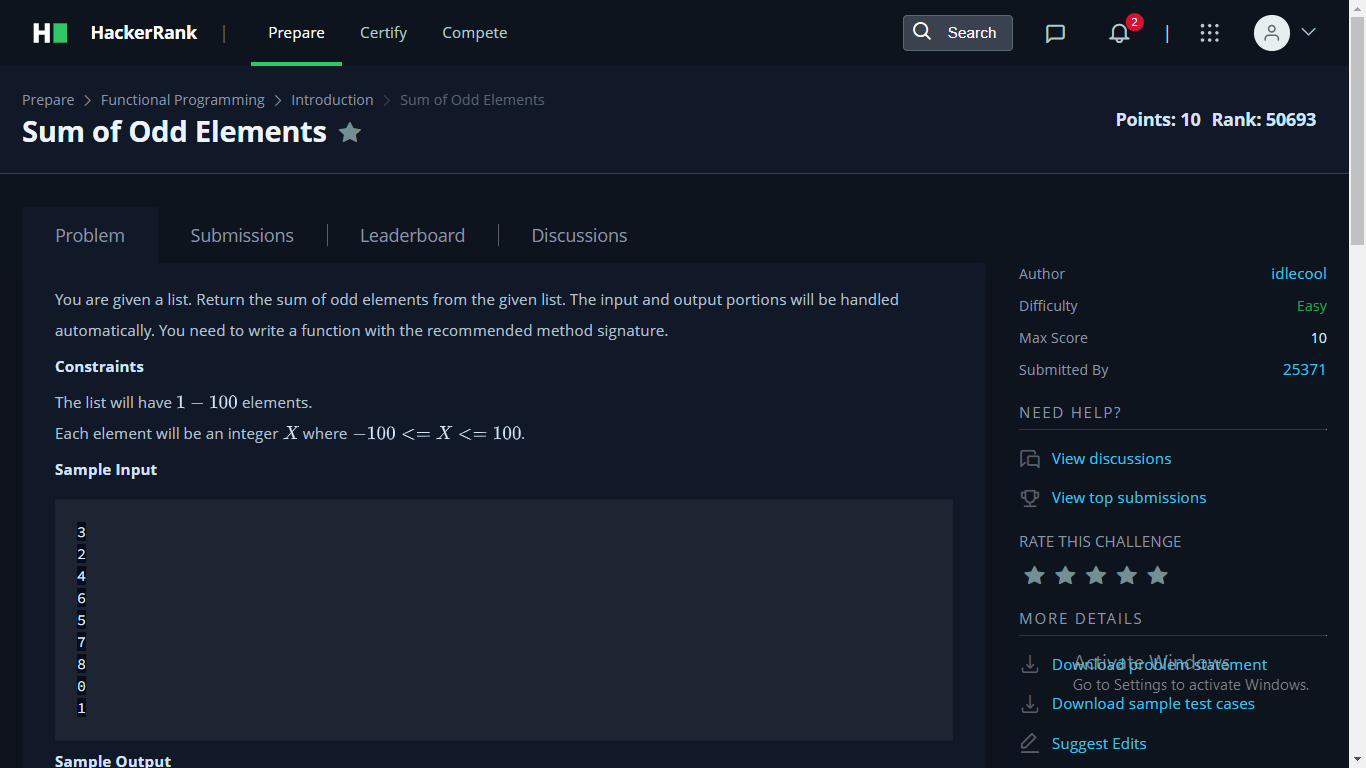 HackerRank | Prepare Certify Compete Search 2 |
Prepare > Functional Programming > Introduction > Sum of Odd Elements
Sum of Odd Elements
Points: 10 Rank: 50693
Problem Submissions Leaderboard Discussions
You are given a list. Return the sum of odd elements from the given list. The input and output portions will be handled
automatically. You need to write a function with the recommended method signature.
Constraints
The list will have 1 − 100 elements.
Each element will be an integer X where −100 <= X <= 100.
Sample Input
3
2
4
6
5
7
8
0
1
Sample Output
Author idlecool
Difficulty Easy
Max Score 10
Submitted By 25371
NEED HELP?
View discussions
View top submissions
RATE THIS CHALLENGE
MORE DETAILS
Download problem statement
Activate Windows
Go to Settings to activate Windows.
Download sample test cases
Suggest Edits